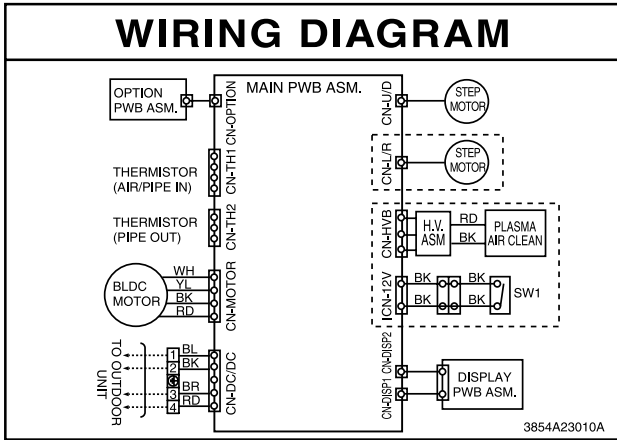 WIRING DIAGRAM
MAIN PWB ASM.
OPTION
PWB ASM.
CN-OPTION
THERMISTOR
(AIR/PIPE IN)
CN-TH1
THERMISTOR
(PIPE OUT)
CN-TH2
BLDC
MOTOR
WH
YL
BK
RD
CN-MOTOR
TO OUTDOOR
UNIT
1
2
3
4
BL
BK
BR
RD
CN-DC/DC
CN-U/D
STEP
MOTOR
CN-L/R
STEP
MOTOR
CN-HVB
H.V.
ASM
RD
BK
PLASMA
AIR CLEAN
CN-12V
BK
BK
BK
BK
SW1
CN-DISP2
CN-DISP1
DISPLAY
PWB ASM.
3854A23010A